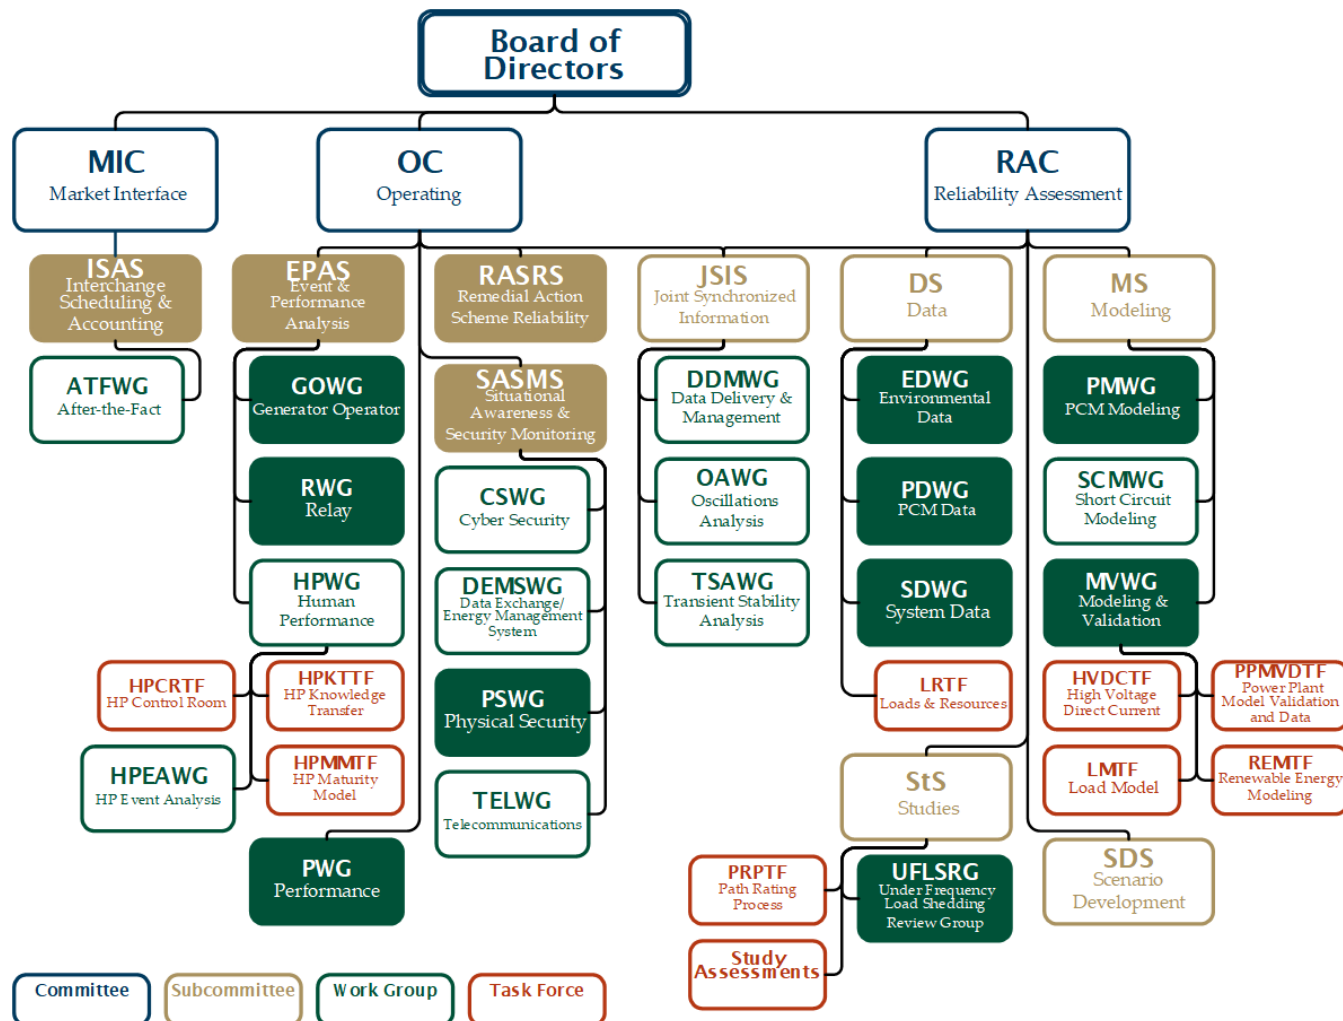 Board of
Directors
MIC
Market Interface
OC
Operating
RAC
Reliability Assessment
ISAS
Interchange
Scheduling &
Accounting
EPAS
Event &
Performance
Analysis
RASRS
Remedial Action
Scheme Reliability
JSIS
Joint Synchronized
Information
DS
Data
MS
Modeling
ATFWG
After-the-Fact
GOWG
Generator Operator
SASMS
Situational
Awareness &
Security Monitoring
DDMWG
Data Delivery &
Management
EDWG
Environmental
Data
PMWG
PCM Modeling
RWG
Relay
CSWG
Cyber Security
OAWG
Oscillations
Analysis
PDWG
PCM Data
SCMWG
Short Circuit
Modeling
HPWG
Human
Performance
DEMSWG
Data Exchange/
Energy Management
System
TSAWG
Transient Stability
Analysis
SDWG
System Data
MVWG
Modeling &
Validation
HPCRTF
HP Control Room
HPKTTF
HP Knowledge
Transfer
PSWG
Physical Security
LRTF
Loads & Resources
HVDCTF
High Voltage
Direct Current
PPMVDTF
Power Plant
Model Validation
and Data
HPEAWG
HP Event Analysis
HPMMTF
HP Maturity
Model
TELWG
Telecommunications
StS
Studies
LMTF
Load Model
REMTF
Renewable Energy
Modeling
PWG
Performance
PRPTF
Path Rating
Process
UFLSRG
Under Frequency
Load Shedding
Review Group
SDS
Scenario
Development
Study
Assessments
Committee
Subcommittee
Work Group
Task Force